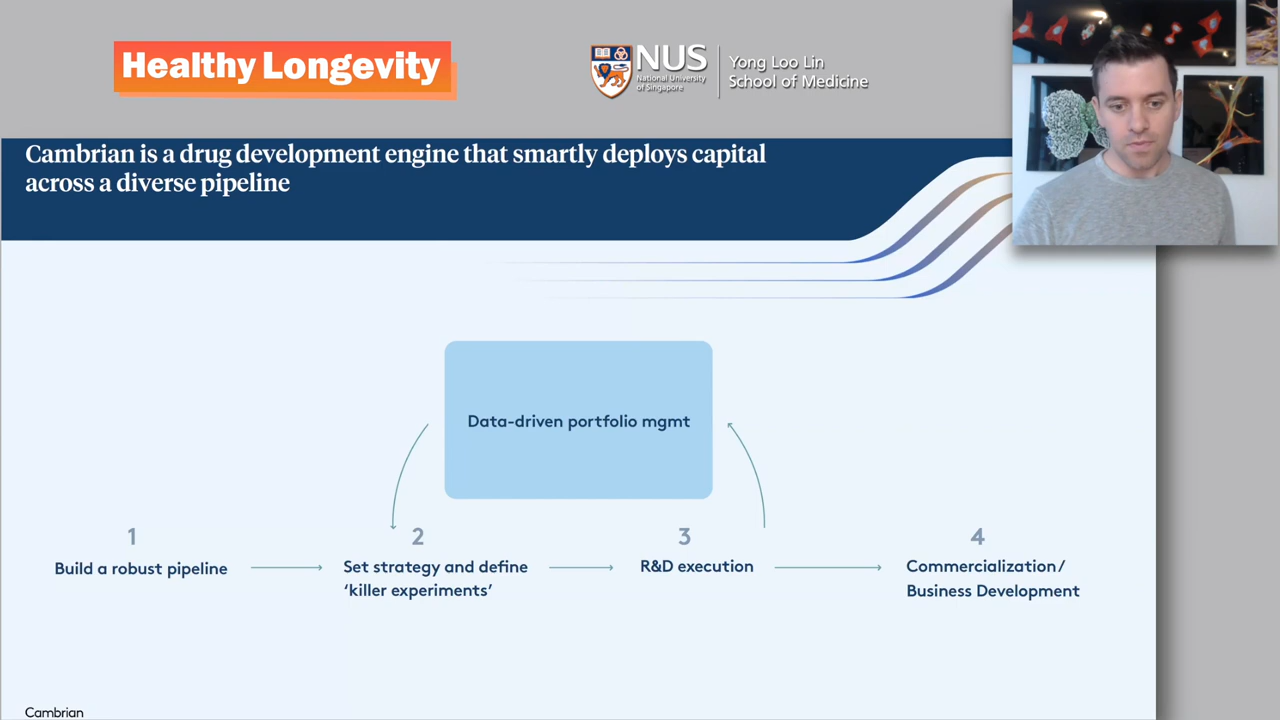 Healthy Longevity
NUS
National University
of Singapore
Yong Loo Lin
School of Medicine
Cambrian is a drug development engine that smartly deploys capital
across a diverse pipeline
Data-driven portfolio mgmt
1
Build a robust pipeline
2
Set strategy and define
‘killer experiments’
3
R&D execution
4
Commercialization/
Business Development
Cambrian